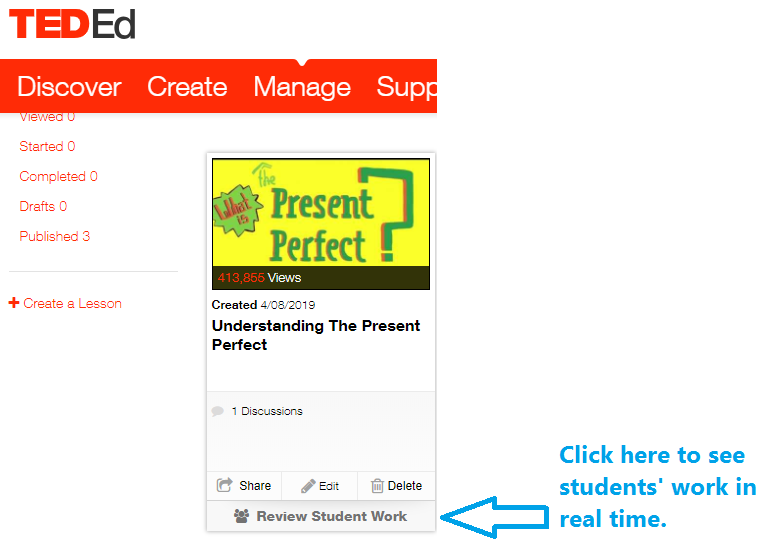 TEDEd
Discover Create Manage Supp
Viewed 0
Started 0
Completed 0
Drafts 0
Published 3
+ Create a Lesson
the
What is
Present
Perfect ?
413,855 Views
Created 4/08/2019
Understanding The Present
Perfect
1 Discussions
Share Edit Delete
Review Student Work
Click here to see
students' work in
real time.